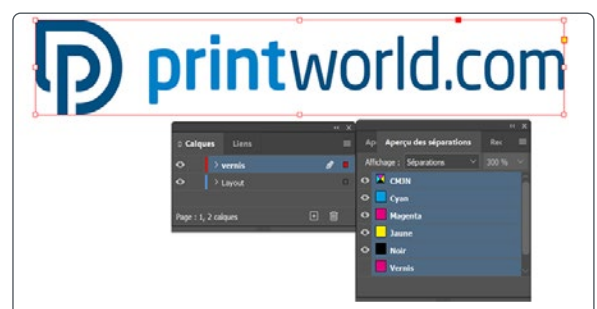 printworld.com
Calques Liens
vernis
Layout
Page : 1, 2 calques
Ap Aperçu des séparations Rec
Affichage : Séparations 300 %
CMJN
Cyan
Magenta
Jaune
Noir
Vernis